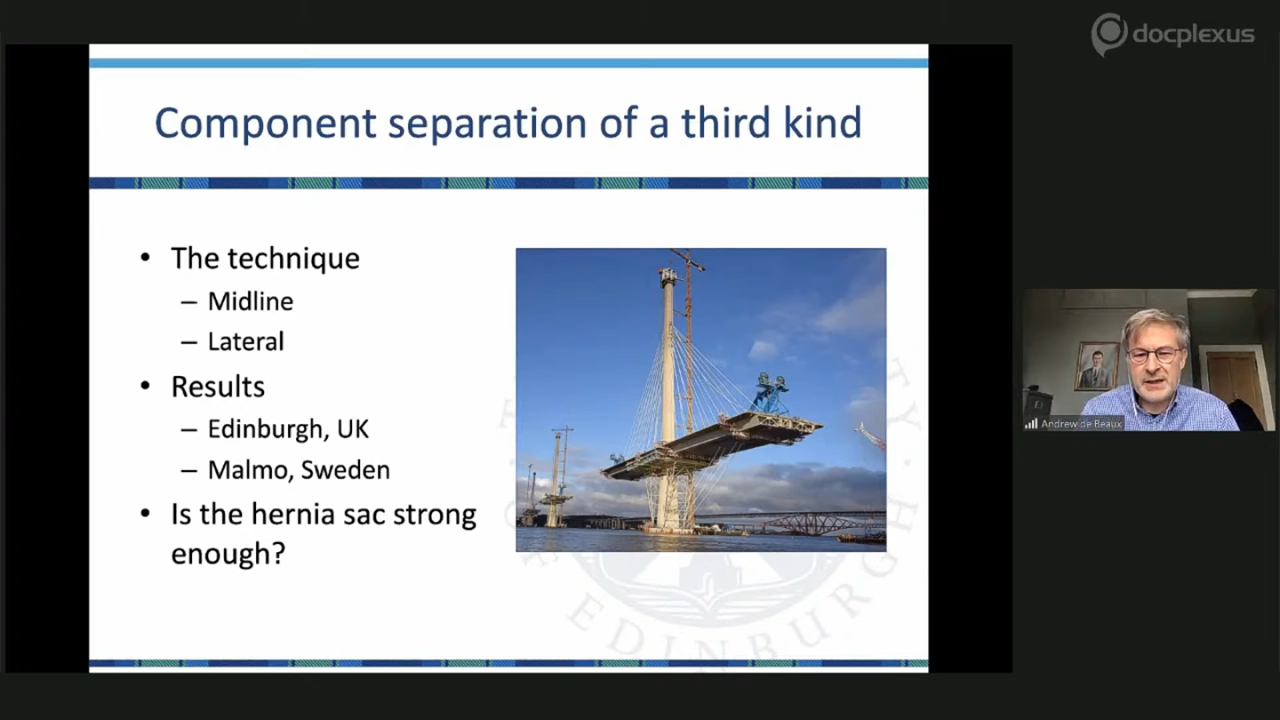 docplexus
Component separation of a third kind
• The technique
– Midline
– Lateral
• Results
– Edinburgh, UK
– Malmo, Sweden
• Is the hernia sac strong
enough?
EDINBURGH
Andrew de Beaux